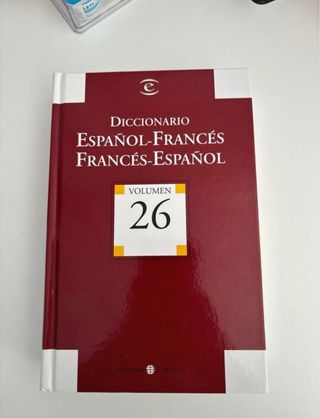 e
DICCIONARIO
ESPAÑOL-FRANCÉS
FRANCÉS-ESPAÑOL
VOLUMEN
26